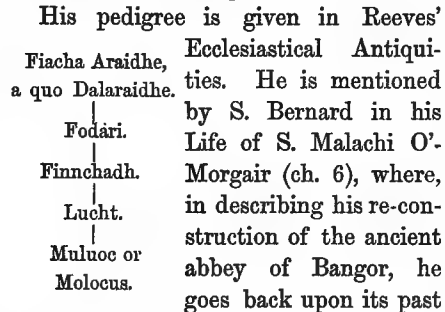 His pedigree is given in Reeves'
Ecclesiastical Antiqui-
ties. He is mentioned
by S. Bernard in his
Life of S. Malachi O'-
Morgair (ch. 6), where,
in describing his re-con-
struction of the ancient
abbey of Bangor, he
goes back upon its past
Fiacha Araidhe,
a quo Dalaraidhe.
Fodari.
Finnchadh.
Lucht.
Muluoc or
Molocus.